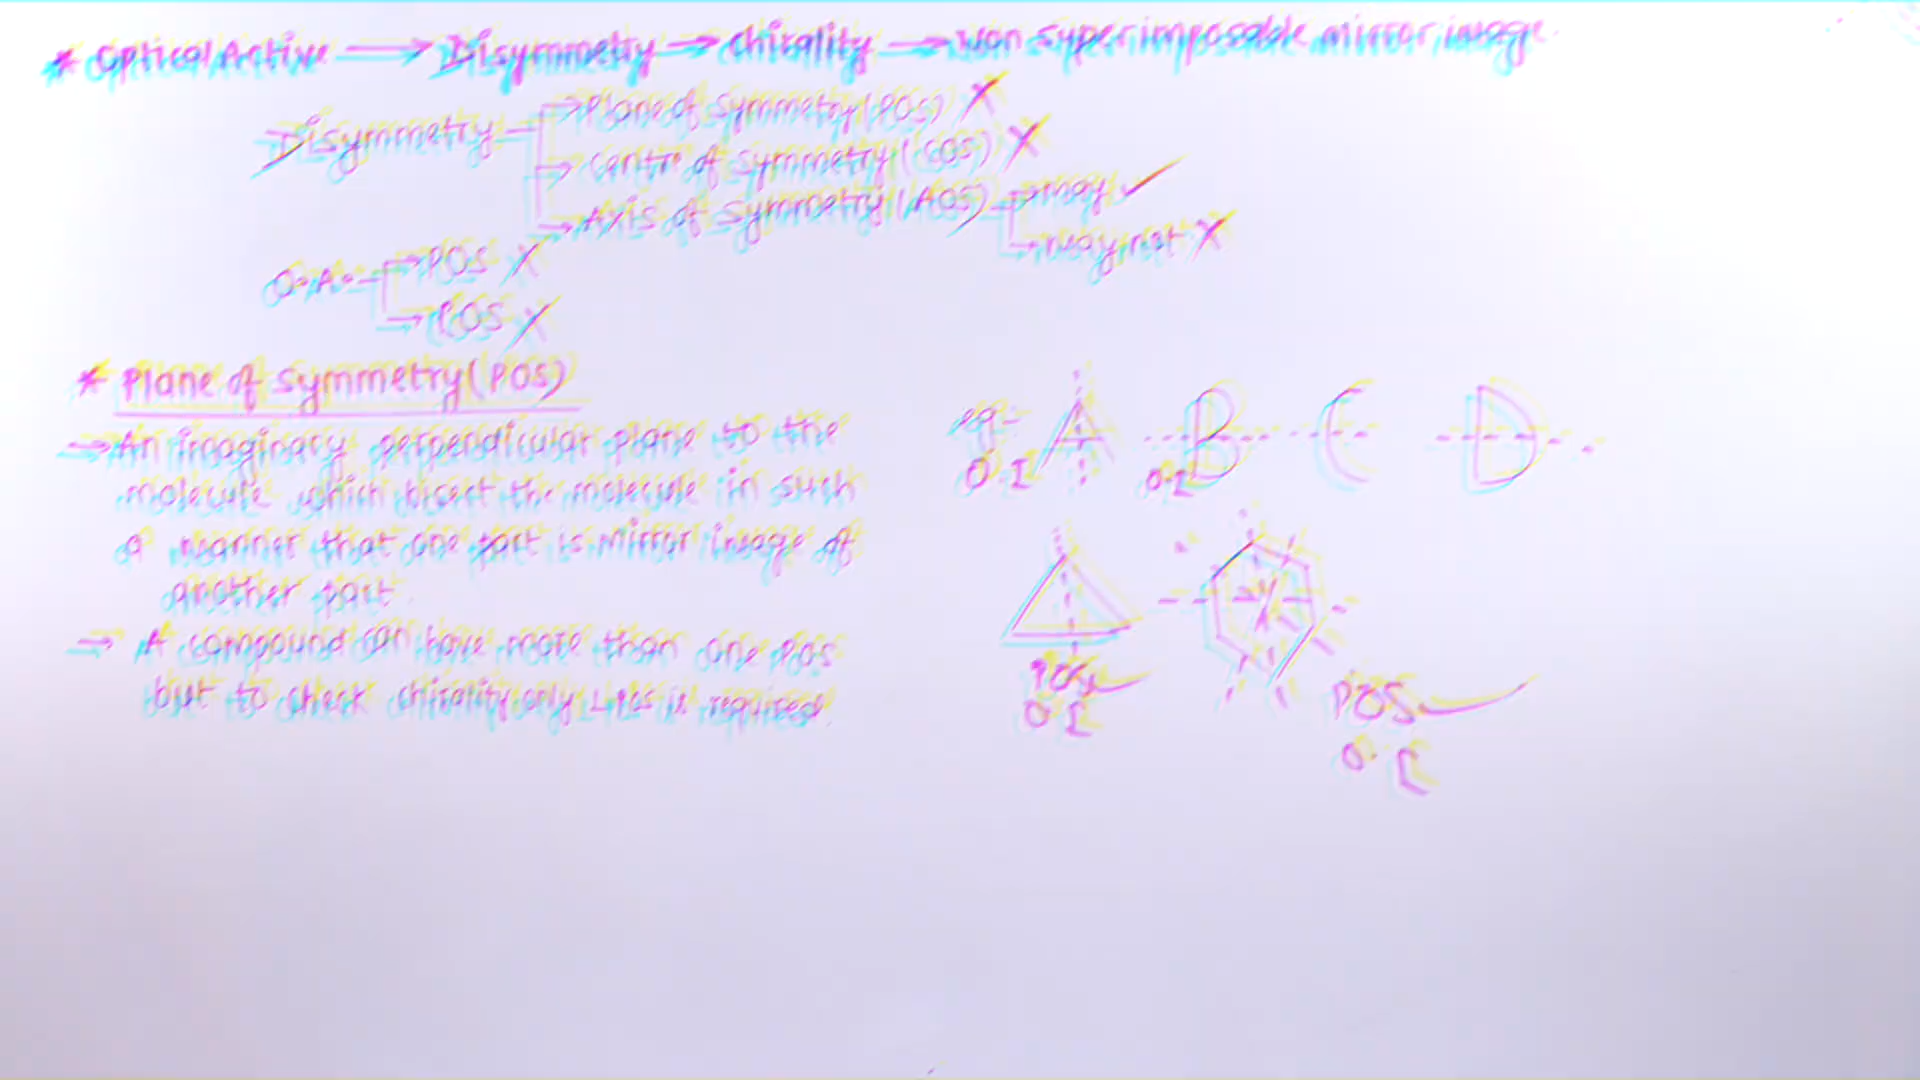 * Optical Active → Disymmetry → chirality → Non superimposable mirror image.
Disymmetry → Plane of symmetry (POS) X
→ Centre of symmetry (COS) X
→ Axis of symmetry (AOS) → may ✓
→ may not X
O.A. → POS X
→ COS X
* Plane of symmetry (POS)
→ An imaginary perpendicular plane to the
molecule which bisect the molecule in such
a manner that one part is mirror image of
another part.
→ A compound can have more than one POS
but to check chirality only 1 POS is required.
eg:- A B C D
O.I O.I
POS ✓
O.I
POS ✓
O.I